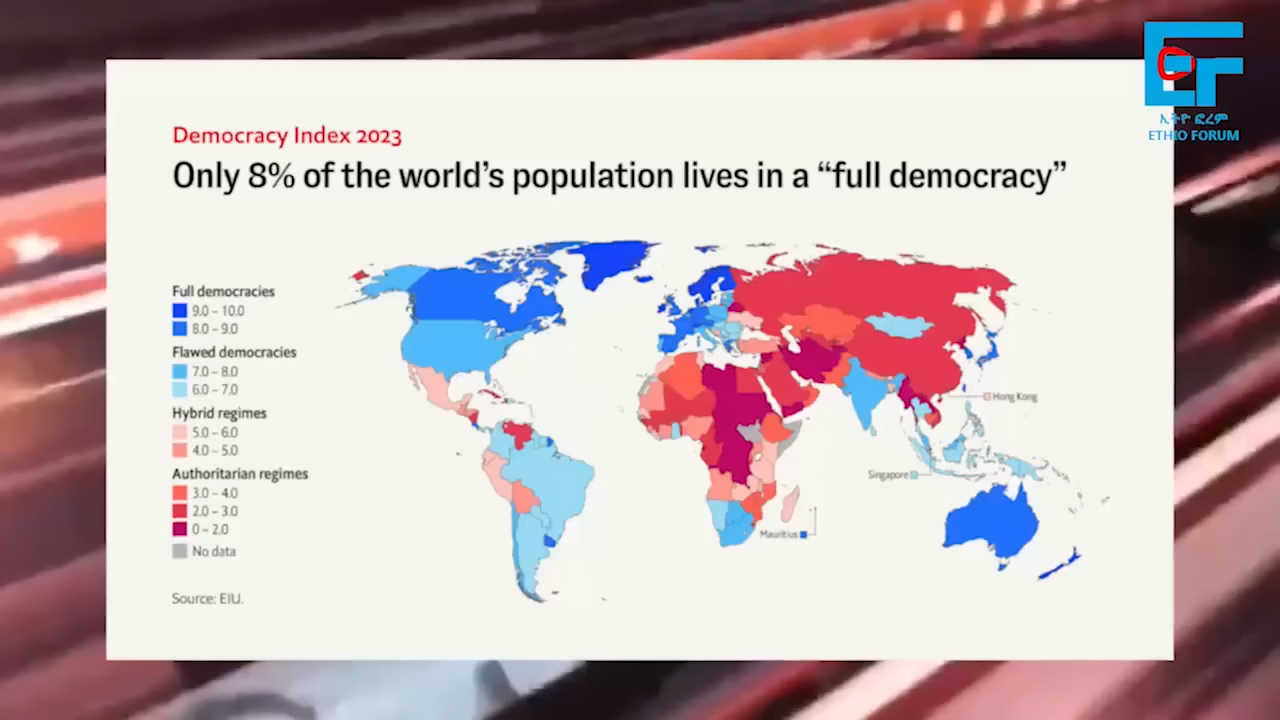 Democracy Index 2023
Only 8% of the world's population lives in a “full democracy”
ኢትዮ ፎረም
ETHIO FORUM
Full democracies
9.0 – 10.0
8.0 – 9.0
Flawed democracies
7.0 – 8.0
6.0 – 7.0
Hybrid regimes
5.0 – 6.0
4.0 – 5.0
Authoritarian regimes
3.0 – 4.0
2.0 – 3.0
0 – 2.0
No data
Hong Kong
Singapore
Mauritius
Source: EIU.